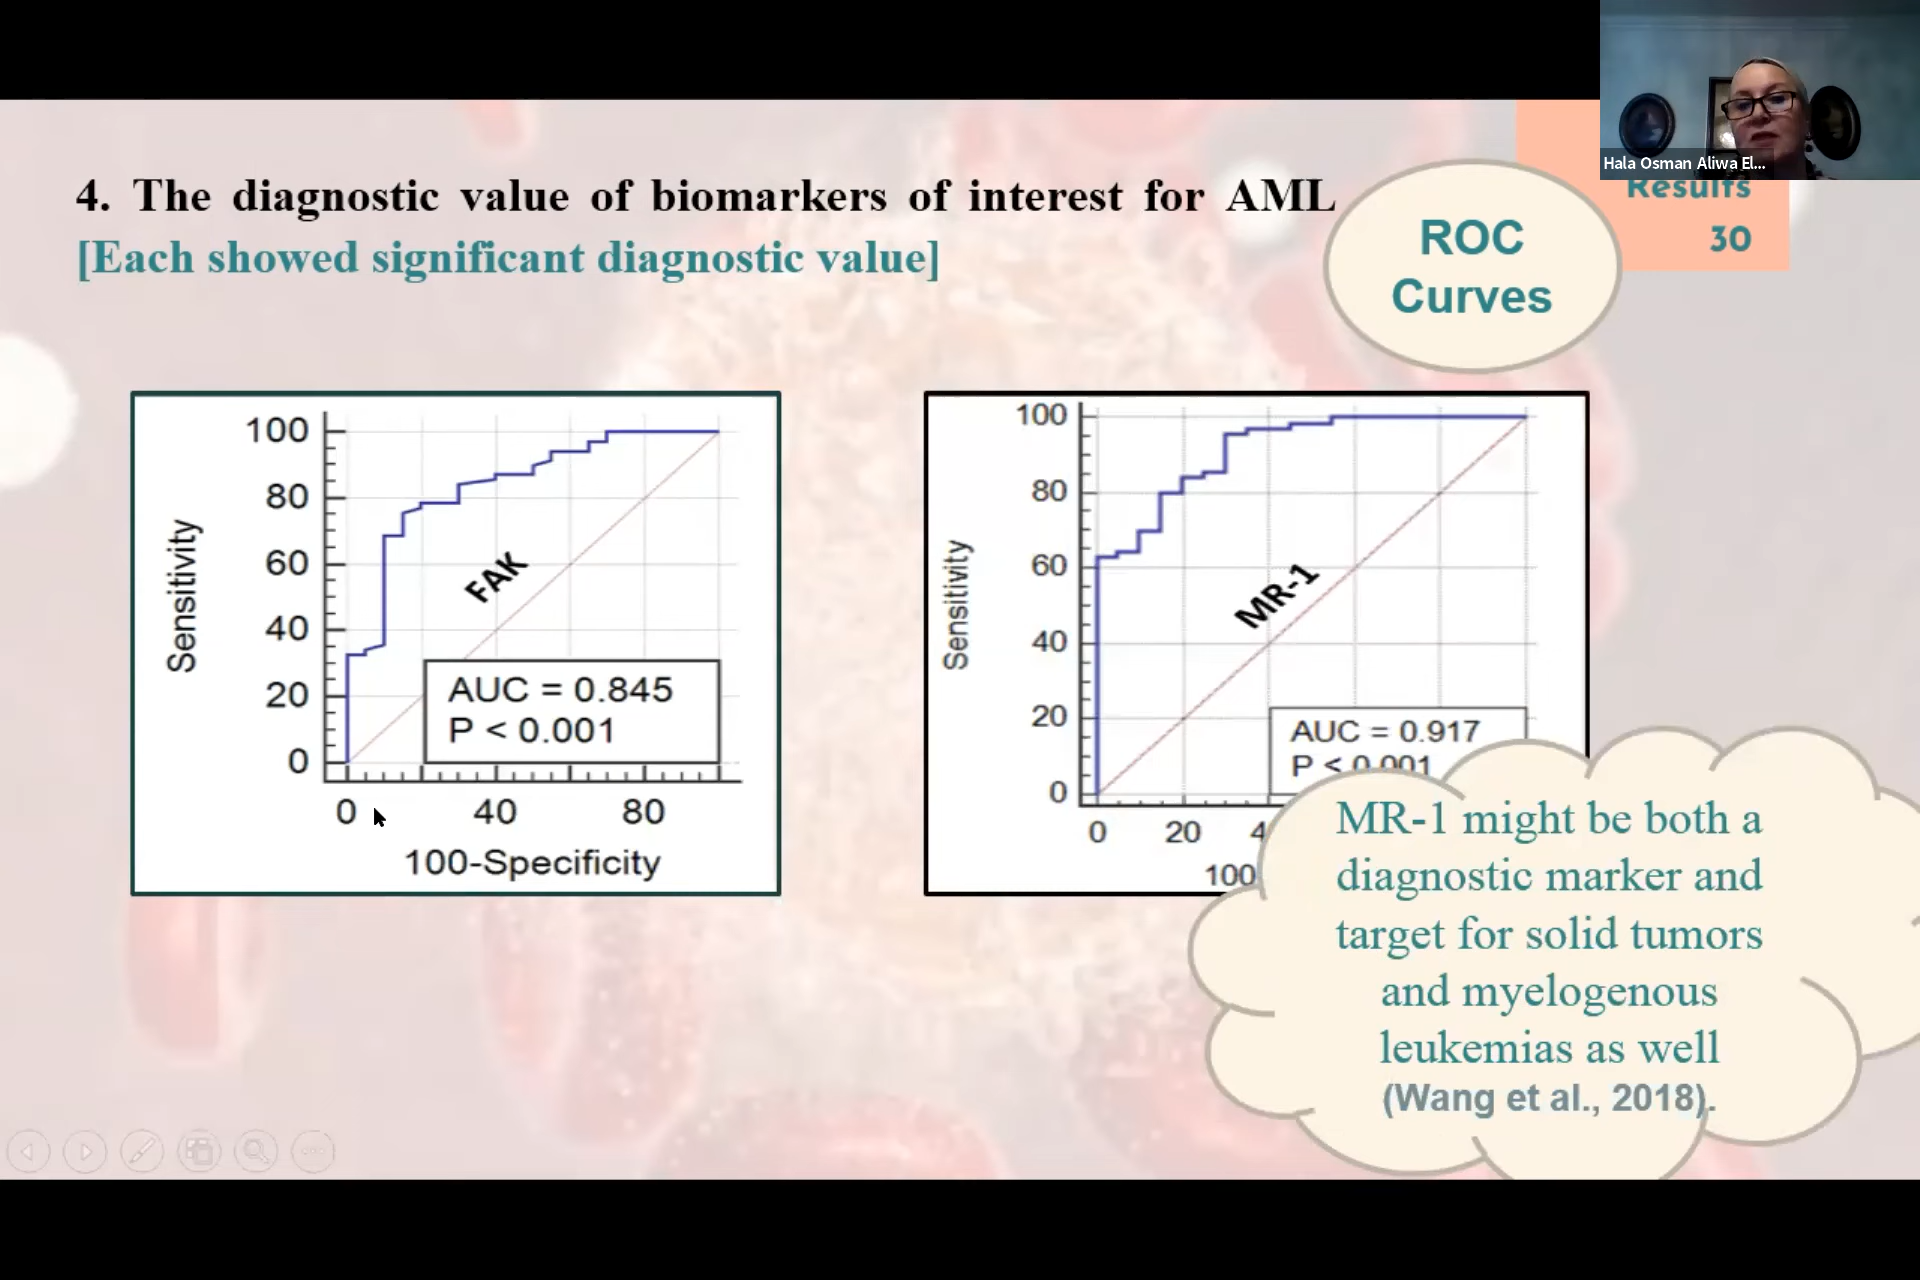 Hala Osman Aliwa El...
Results
30
4. The diagnostic value of biomarkers of interest for AML
[Each showed significant diagnostic value]
ROC
Curves
100
80
60
40
20
0
Sensitivity
FAK
AUC = 0.845
P < 0.001
0 40 80
100-Specificity
100
80
60
40
20
0
Sensitivity
MR-1
AUC = 0.917
P < 0.001
0 20 4
100
MR-1 might be both a
diagnostic marker and
target for solid tumors
and myelogenous
leukemias as well
(Wang et al., 2018).